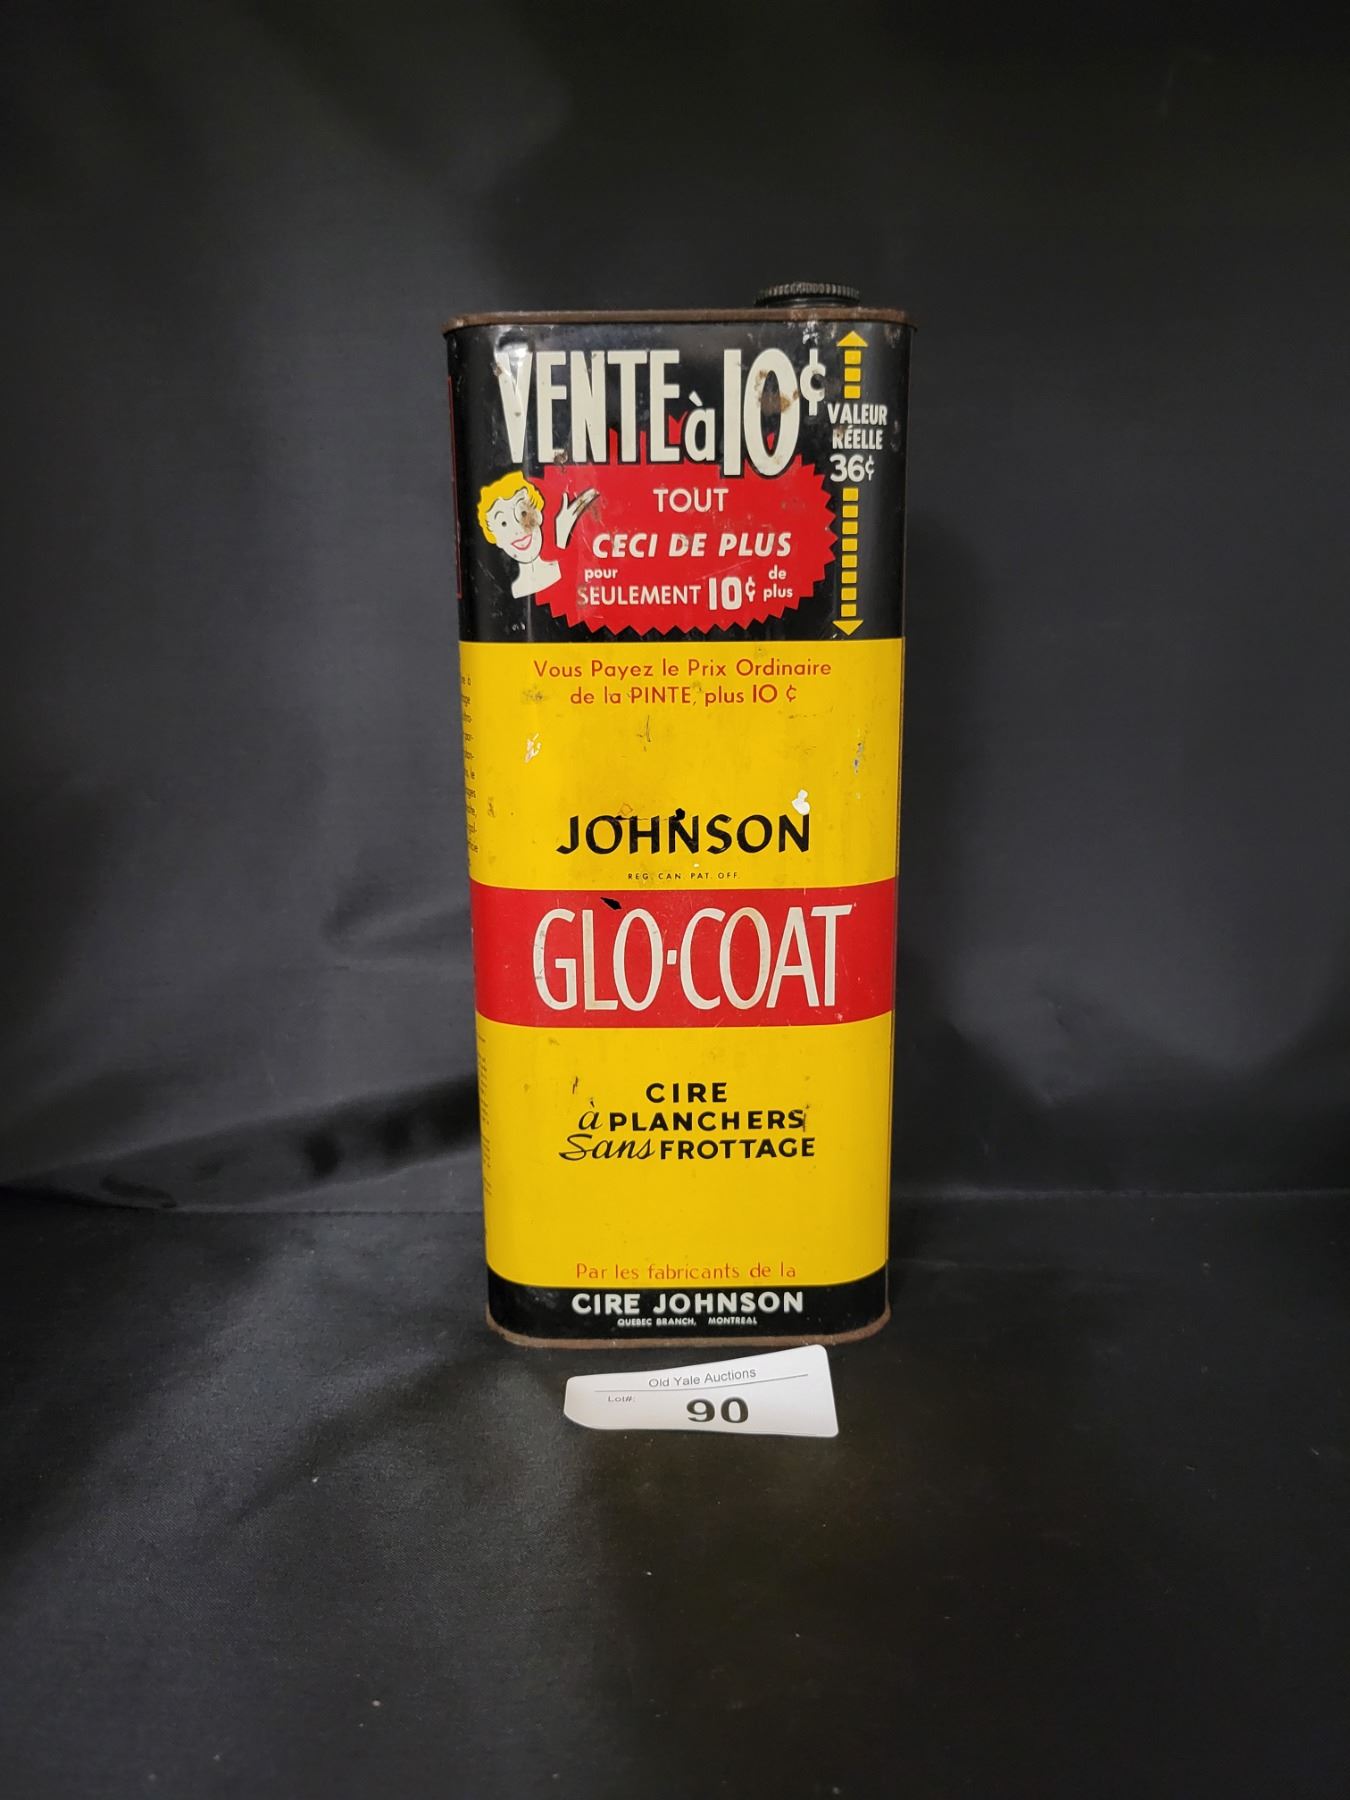 VENTE à 10¢
VALEUR
RÉELLE
36¢
TOUT
CECI DE PLUS
pour SEULEMENT 10¢ de plus
Vous Payez le Prix Ordinaire
de la PINTE, plus 10 ¢
JOHNSON
REG. CAN. PAT. OFF.
GLO-COAT
CIRE
à PLANCHERS
Sans FROTTAGE
Par les fabricants de la
CIRE JOHNSON
QUEBEC BRANCH, MONTREAL
Old Yale Auctions
Lot#:
90